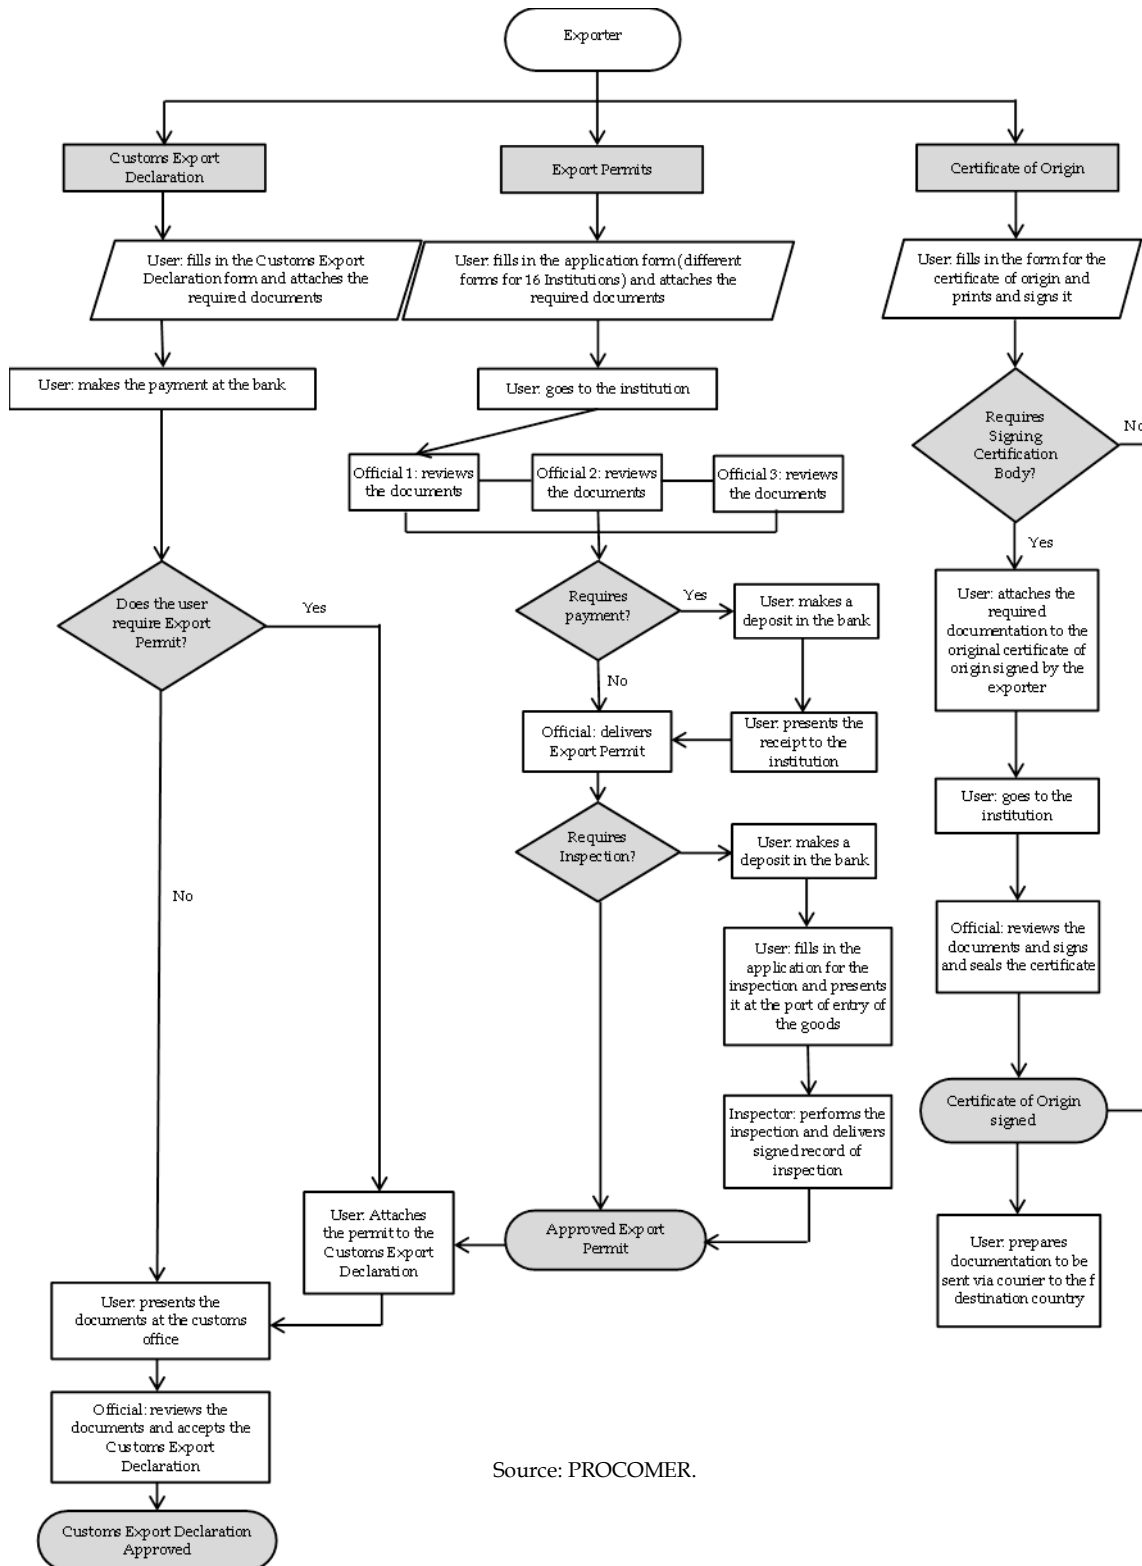 Exporter
Customs Export
Declaration
Export Permits
Certificate of Origin
User: fills in the Customs Export
Declaration form and attaches the
required documents
User: fills in the application form (different
forms for 16 Institutions) and attaches the
required documents
User: fills in the form for the
certificate of origin and
prints and signs it
User: makes the payment at the bank
User: goes to the institution
Requires
Signing
Certification
Body?
No
Official 1: reviews
the documents
Official 2: reviews
the documents
Official 3: reviews
the documents
Yes
Does the user
require Export
Permit?
Yes
Requires
payment?
Yes
User: makes a
deposit in the bank
User: attaches the
required
documentation to the
original certificate of
origin signed by the
exporter
No
Official: delivers
Export Permit
User: presents the
receipt to the
institution
User: goes to the
institution
Requires
Inspection?
User: makes a
deposit in the bank
No
Official: reviews the
documents and signs
and seals the certificate
User: fills in the
application for the
inspection and presents
it at the port of entry of
the goods
Certificate of Origin
signed
Inspector: performs the
inspection and delivers
signed record of
inspection
User: Attaches
the permit to the
Customs Export
Declaration
Approved Export
Permit
User: prepares
documentation to be
sent via courier to the f
destination country
User: presents the
documents at the customs
office
Official: reviews the
documents and accepts the
Customs Export
Declaration
Source: PROCOMER.
Customs Export Declaration
Approved